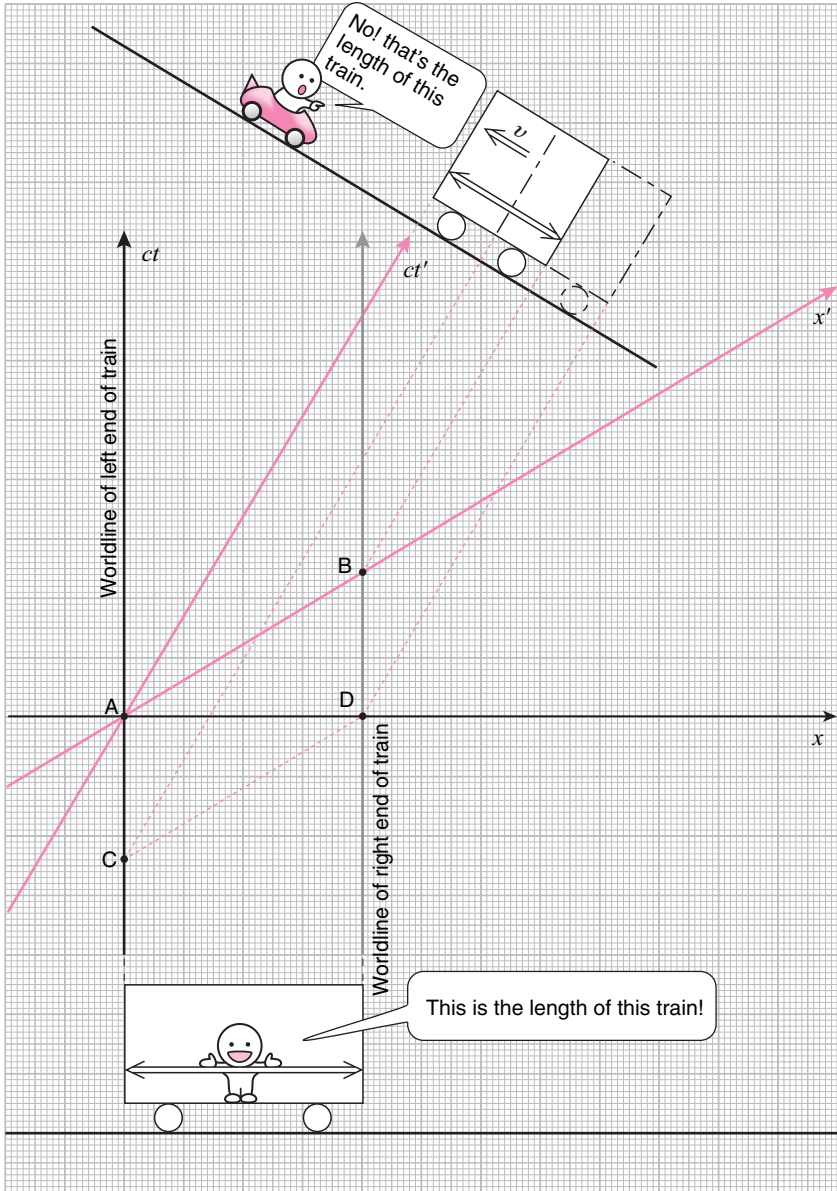 No! that's the
length of this
train.
v
ct
ct′
x′
Worldline of left end of train
B
A
D
x
C
Worldline of right end of train
This is the length of this train!